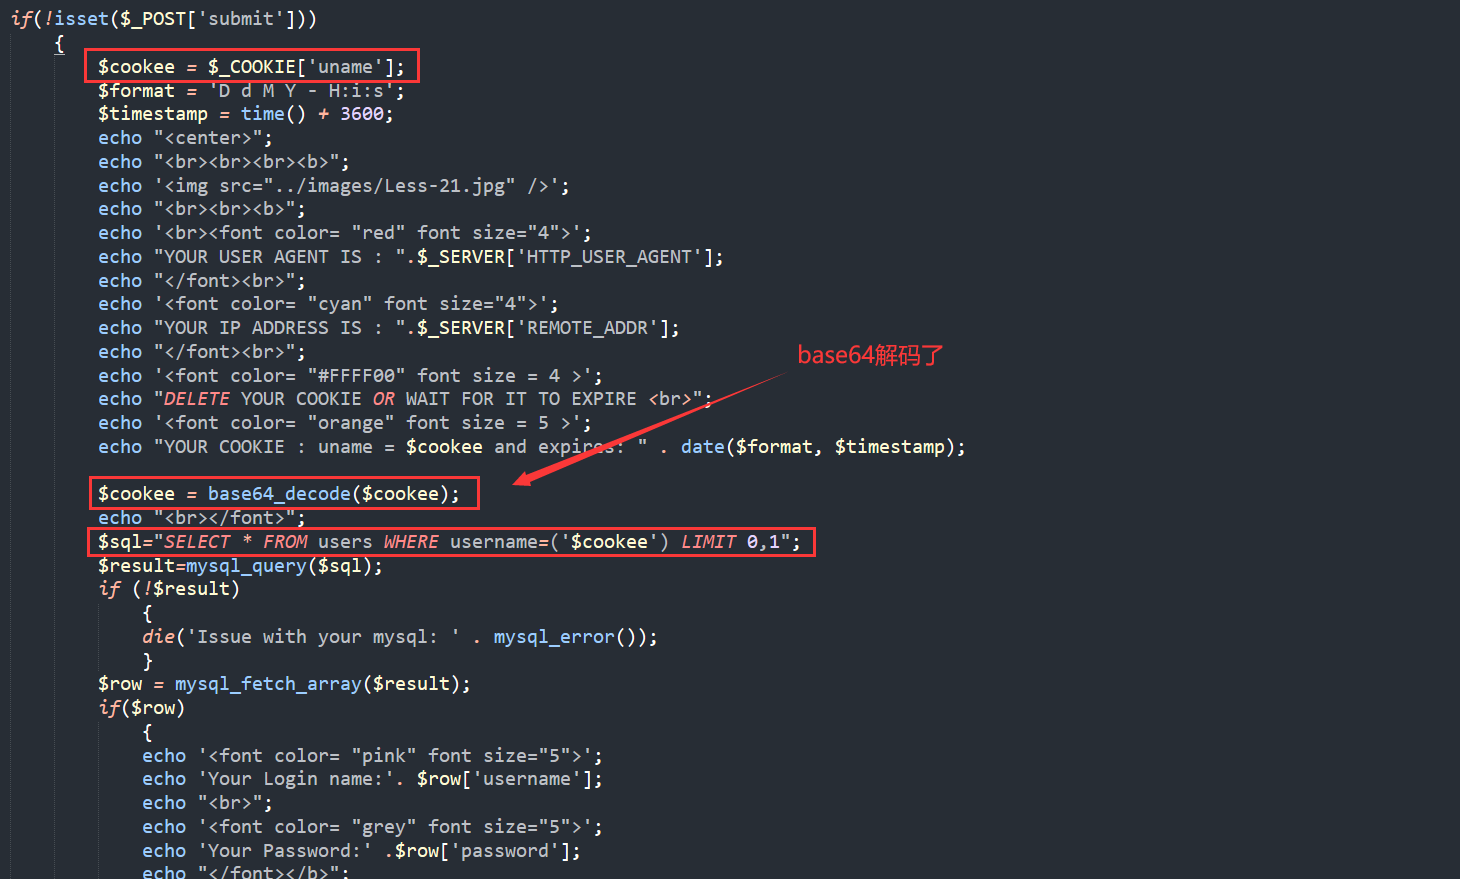 if(!isset($_POST['submit']))
{
$cookee = $_COOKIE['uname'];
$format = 'D d M Y - H:i:s';
$timestamp = time() + 3600;
echo "<center>";
echo "<br><br><br><b>";
echo '<img src="../images/Less-21.jpg" />';
echo "<br><br><b>";
echo '<br><font color= "red" font size="4">';
echo "YOUR USER AGENT IS : ".$_SERVER['HTTP_USER_AGENT'];
echo "</font><br>";
echo '<font color= "cyan" font size="4">';
echo "YOUR IP ADDRESS IS : ".$_SERVER['REMOTE_ADDR'];
echo "</font><br>";
base64解码了
echo '<font color= "#FFFF00" font size = 4 >';
echo "DELETE YOUR COOKIE OR WAIT FOR IT TO EXPIRE <br>";
echo '<font color= "orange" font size = 5 >';
echo "YOUR COOKIE : uname = $cookee and expires: " . date($format, $timestamp);
$cookee = base64_decode($cookee);
echo "<br></font>";
$sql="SELECT * FROM users WHERE username=('$cookee') LIMIT 0,1";
$result=mysql_query($sql);
if (!$result)
{
die('Issue with your mysql: ' . mysql_error());
}
$row = mysql_fetch_array($result);
if($row)
{
echo '<font color= "pink" font size="5">';
echo 'Your Login name:'. $row['username'];
echo "<br>";
echo '<font color= "grey" font size="5">';
echo 'Your Password:' .$row['password'];
echo "</font></b>";